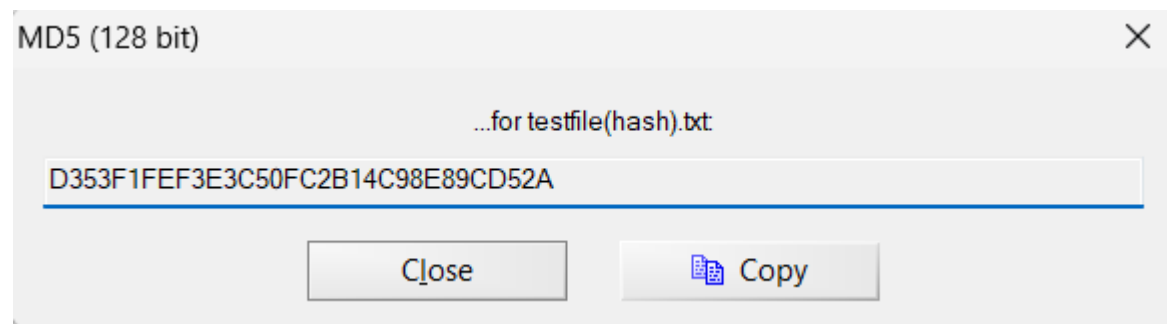 MD5 (128 bit)
...for testfile(hash).txt:
D353F1FEF3E3C50FC2B14C98E89CD52A
Close
Copy